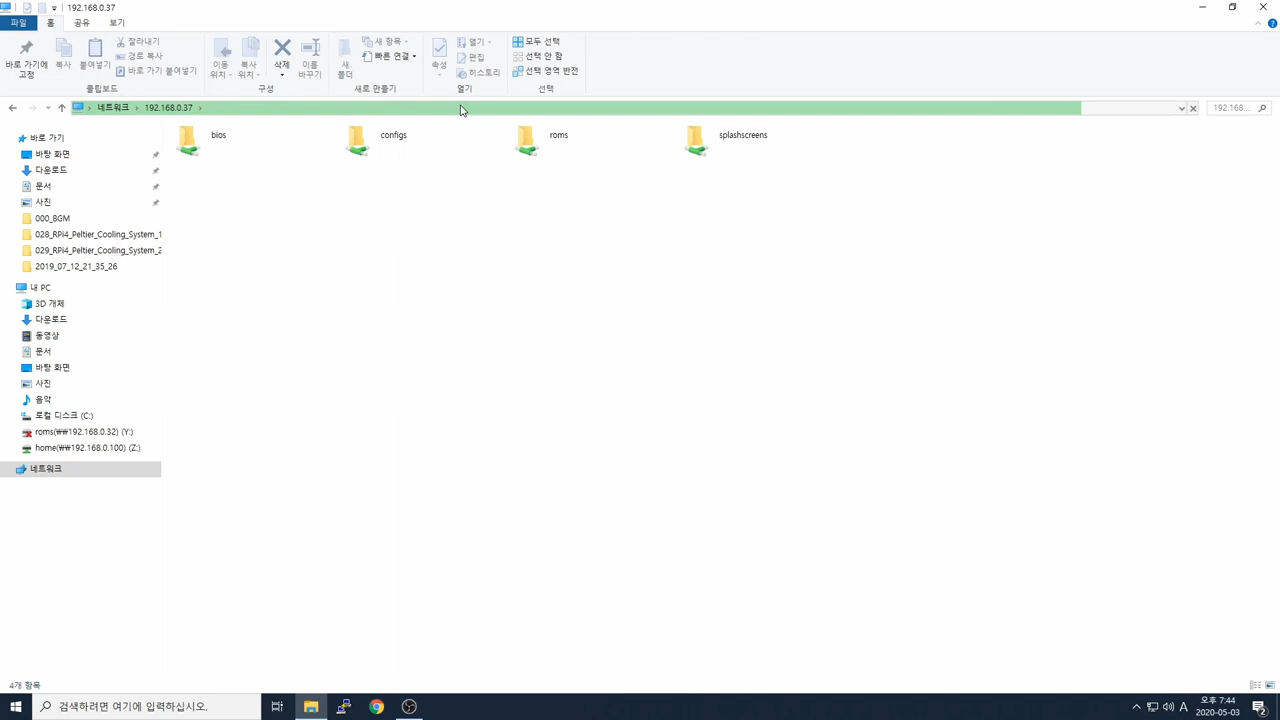 192.168.0.37
파일 홈 공유 보기
바로 가기에 고정
복사
붙여넣기
잘라내기
경로 복사
바로 가기 붙여넣기
클립보드
이동 위치
복사 위치
삭제
이름 바꾸기
구성
새 폴더
새 항목
빠른 연결
새로 만들기
속성
열기
편집
히스토리
열기
모두 선택
선택 안 함
선택 영역 반전
선택
네트워크 › 192.168.0.37 ›
192.168....
바로 가기
바탕 화면
다운로드
문서
사진
000_BGM
028_RPi4_Peltier_Cooling_System_1
029_RPi4_Peltier_Cooling_System_2
2019_07_12_21_35_26
내 PC
3D 개체
다운로드
동영상
문서
바탕 화면
사진
음악
로컬 디스크 (C:)
roms(₩₩192.168.0.32) (Y:)
home(₩₩192.168.0.100) (Z:)
네트워크
bios
configs
roms
splashscreens
4개 항목
검색하려면 여기에 입력하십시오.
A
오후 7:44
2020-05-03
2